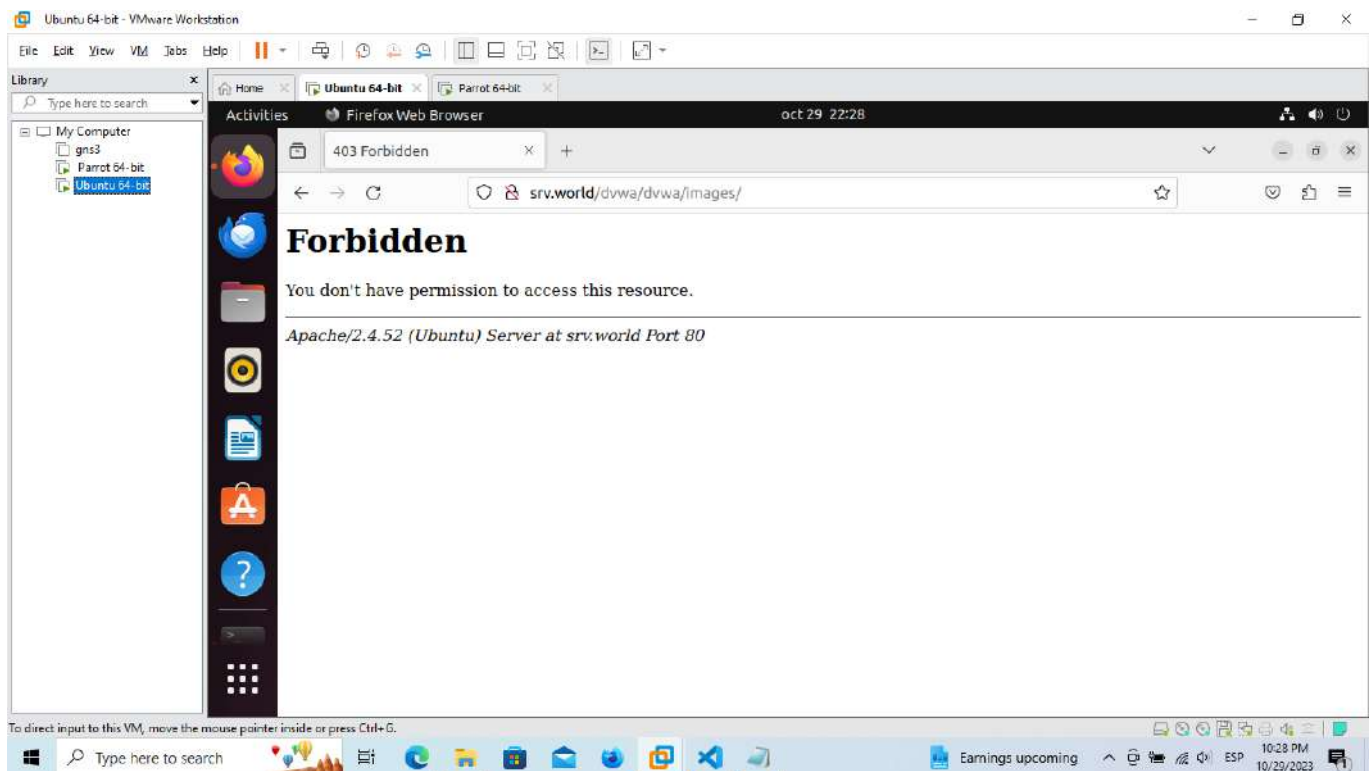 Ubuntu 64-bit - VMware Workstation
File Edit View VM Tabs Help
Library
Type here to search
My Computer
gns3
Parrot 64-bit
Ubuntu 64-bit
Home Ubuntu 64-bit Parrot 64-bit
Activities Firefox Web Browser oct 29 22:28
403 Forbidden
srv.world/dvwa/dvwa/images/
Forbidden
You don't have permission to access this resource.
Apache/2.4.52 (Ubuntu) Server at srv.world Port 80
To direct input to this VM, move the mouse pointer inside or press Ctrl+G.
Type here to search Earnings upcoming ESP 10:28 PM
10/29/2023